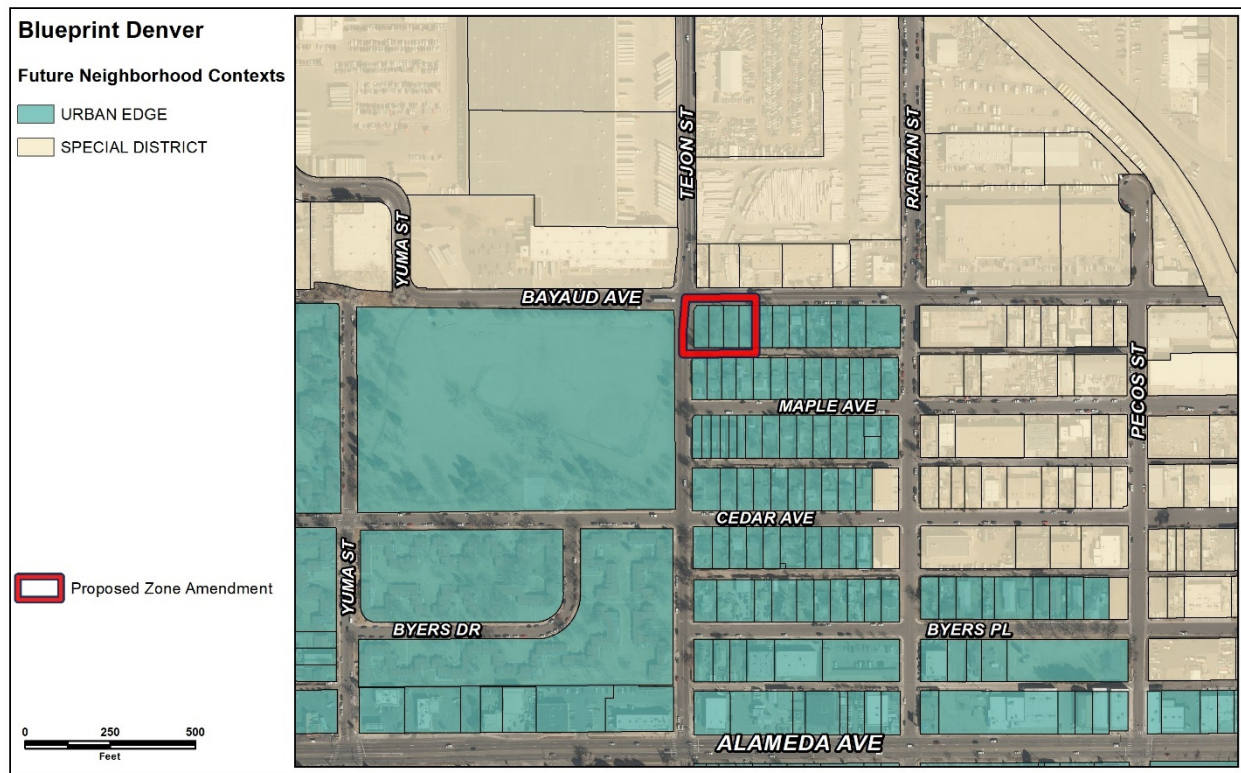 Blueprint Denver
Future Neighborhood Contexts
URBAN EDGE
SPECIAL DISTRICT
Proposed Zone Amendment
0 250 500
Feet
TEJON ST
RARITAN ST
YUMA ST
BAYAUD AVE
MAPLE AVE
PECOS ST
CEDAR AVE
YUMA ST
BYERS DR
BYERS PL
ALAMEDA AVE